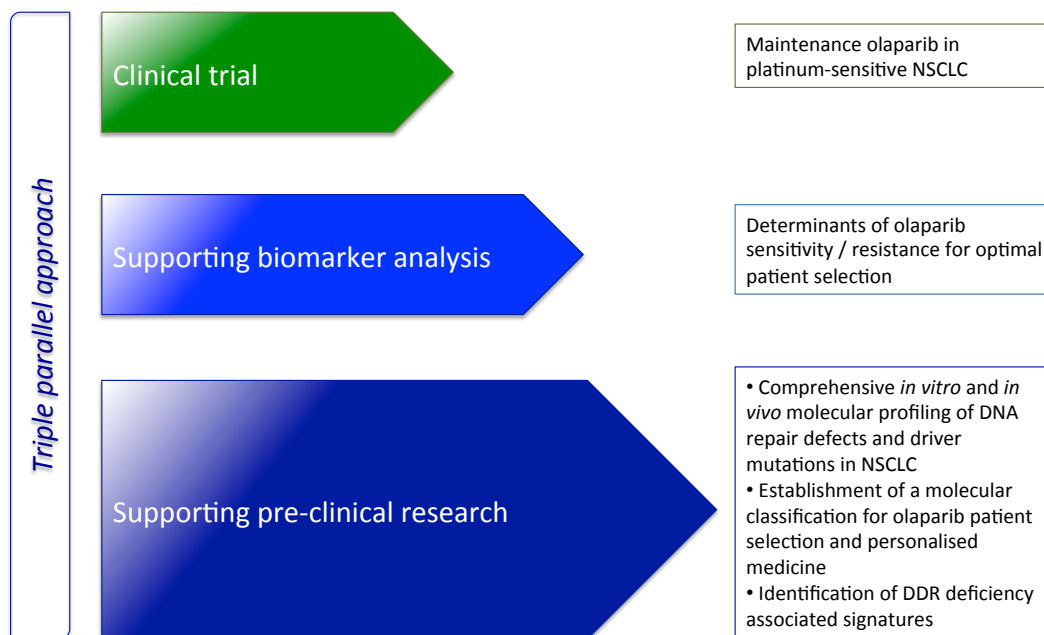 Triple parallel approach
Clinical trial
Maintenance olaparib in
platinum-sensitive NSCLC
Supporting biomarker analysis
Determinants of olaparib
sensitivity / resistance for optimal
patient selection
Supporting pre-clinical research
• Comprehensive in vitro and in
vivo molecular profiling of DNA
repair defects and driver
mutations in NSCLC
• Establishment of a molecular
classification for olaparib patient
selection and personalised
medicine
• Identification of DDR deficiency
associated signatures